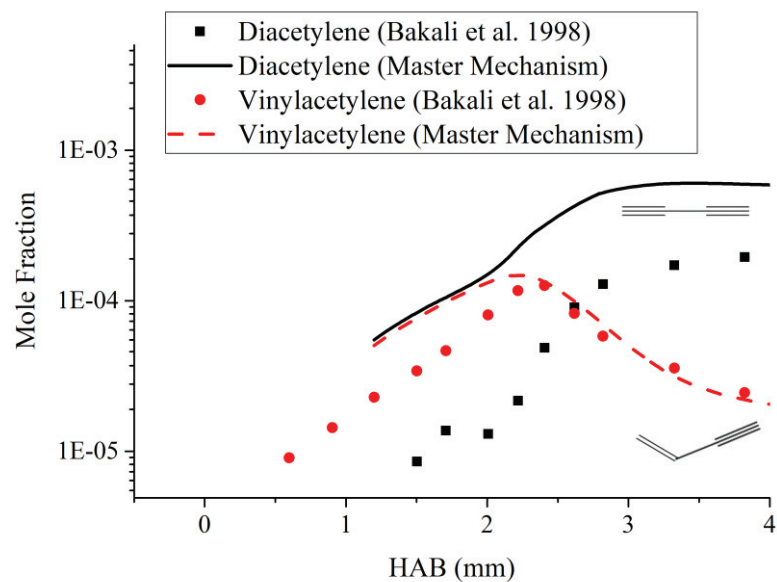 Diacetylene (Bakali et al. 1998)
Diacetylene (Master Mechanism)
Vinylacetylene (Bakali et al. 1998)
Vinylacetylene (Master Mechanism)
1E-03
1E-04
1E-05
Mole Fraction
0 1 2 3 4
HAB (mm)